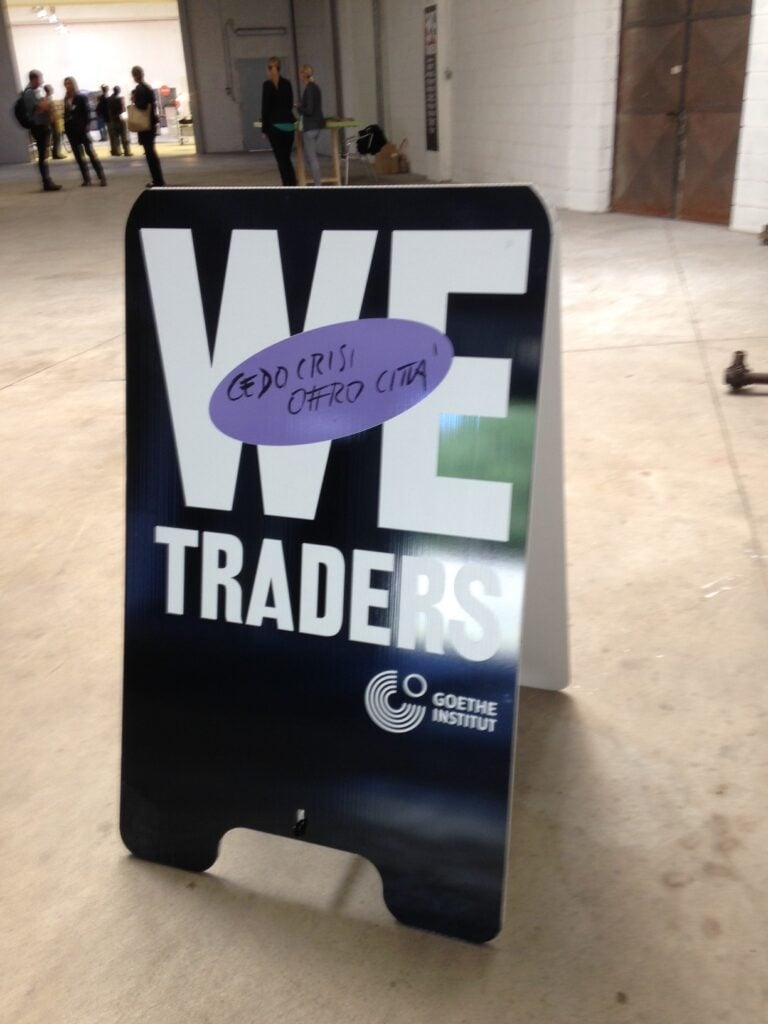 WE
CEDO CRISI
OFFRO CITTA'
TRADERS
GOETHE
INSTITUT